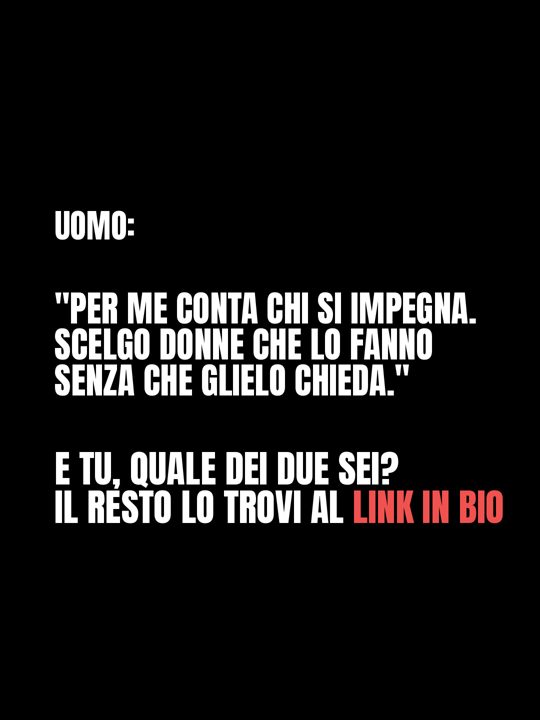 UOMO:
"PER ME CONTA CHI SI IMPEGNA.
SCELGO DONNE CHE LO FANNO
SENZA CHE GLIELO CHIEDA."
E TU, QUALE DEI DUE SEI?
IL RESTO LO TROVI AL LINK IN BIO